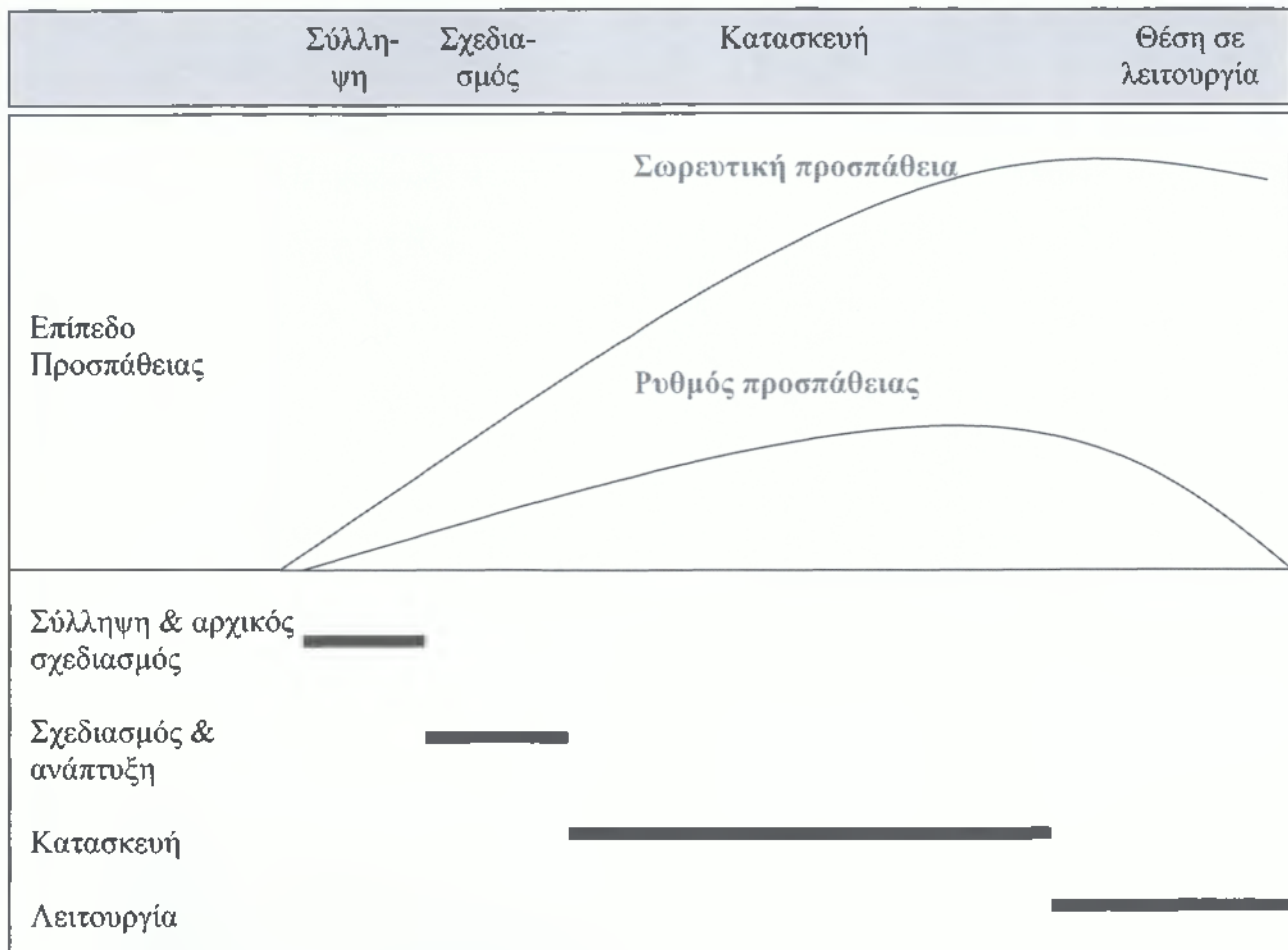 Σύλλη-
ψη
Σχεδια-
σμός
Κατασκευή
Θέση σε
λειτουργία
Σωρευτική προσπάθεια
Επίπεδο
Προσπάθειας
Ρυθμός προσπάθειας
Σύλληψη & αρχικός
σχεδιασμός
Σχεδιασμός &
ανάπτυξη
Κατασκευή
Λειτουργία